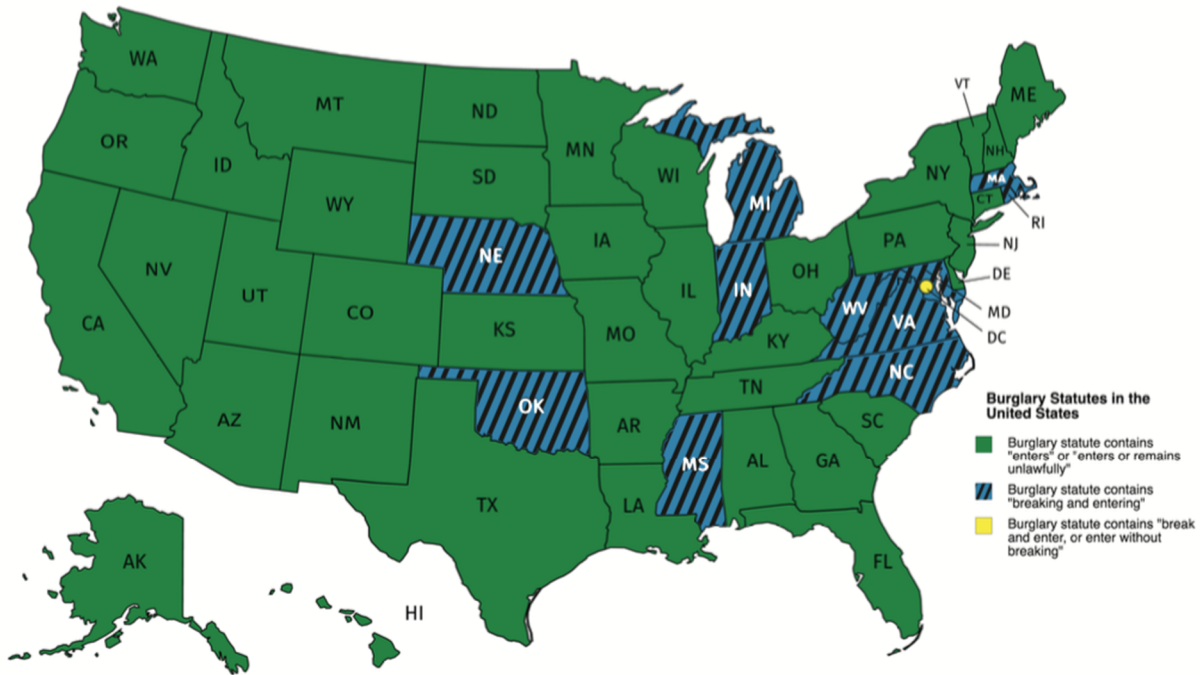 WA
MT
ND
MN
VT
ME
OR
ID
SD
WI
NY
NH
MA
WY
MI
CT
RI
NE
IA
PA
NJ
NV
UT
CO
IL
IN
OH
DE
CA
KS
MO
WV
VA
MD
KY
DC
NC
TN
AZ
NM
OK
AR
SC
MS
AL
GA
TX
LA
FL
AK
HI
Burglary Statutes in the
United States
Burglary statute contains
"enters" or "enters or remains
unlawfully"
Burglary statute contains
"breaking and entering"
Burglary statute contains "break
and enter, or enter without
breaking"